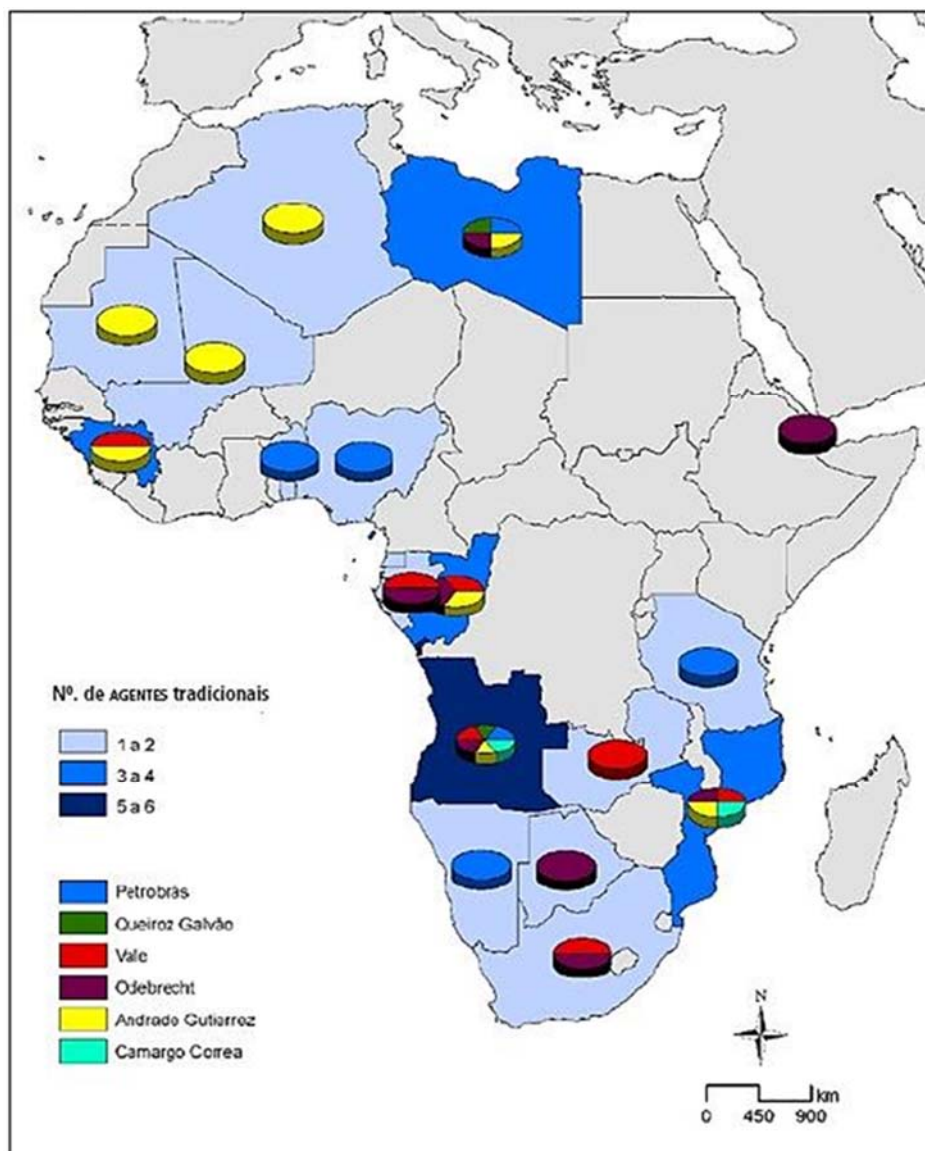 Nº. de AGENTES tradicionais
1 a 2
3 a 4
5 a 6
Petrobras
Queiroz Galvão
Vale
Odebrecht
Andrade Gutierrez
Camargo Correa
N
km
0 450 900